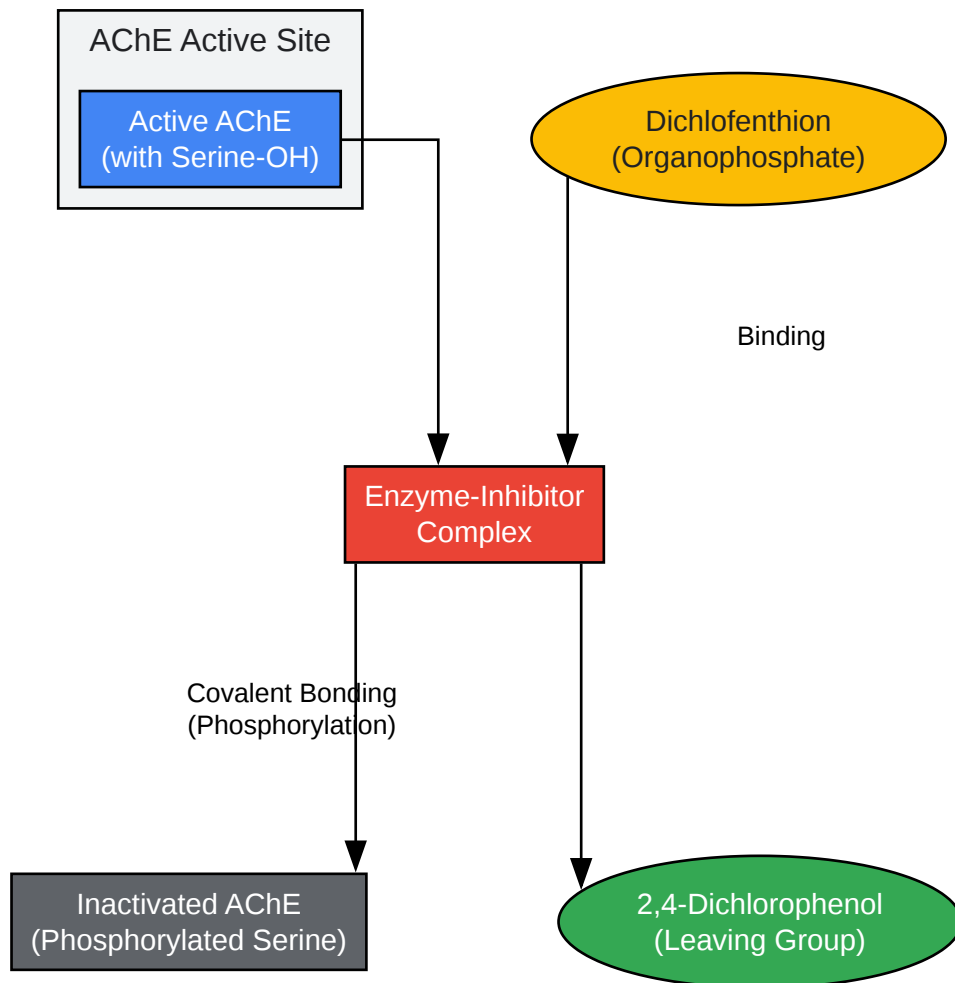 AChE Active Site
Active AChE
(with Serine-OH)
Dichlofenthion
(Organophosphate)
Binding
Enzyme-Inhibitor
Complex
Covalent Bonding
(Phosphorylation)
Inactivated AChE
(Phosphorylated Serine)
2,4-Dichlorophenol
(Leaving Group)